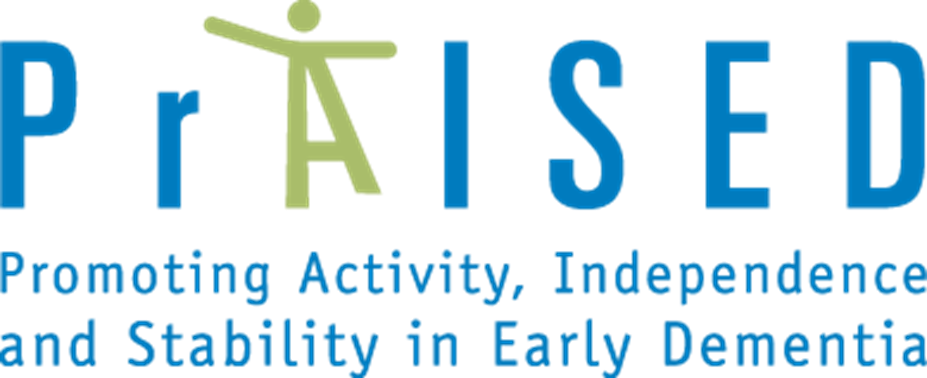 PrAISED
Promoting Activity, Independence
and Stability in Early Dementia